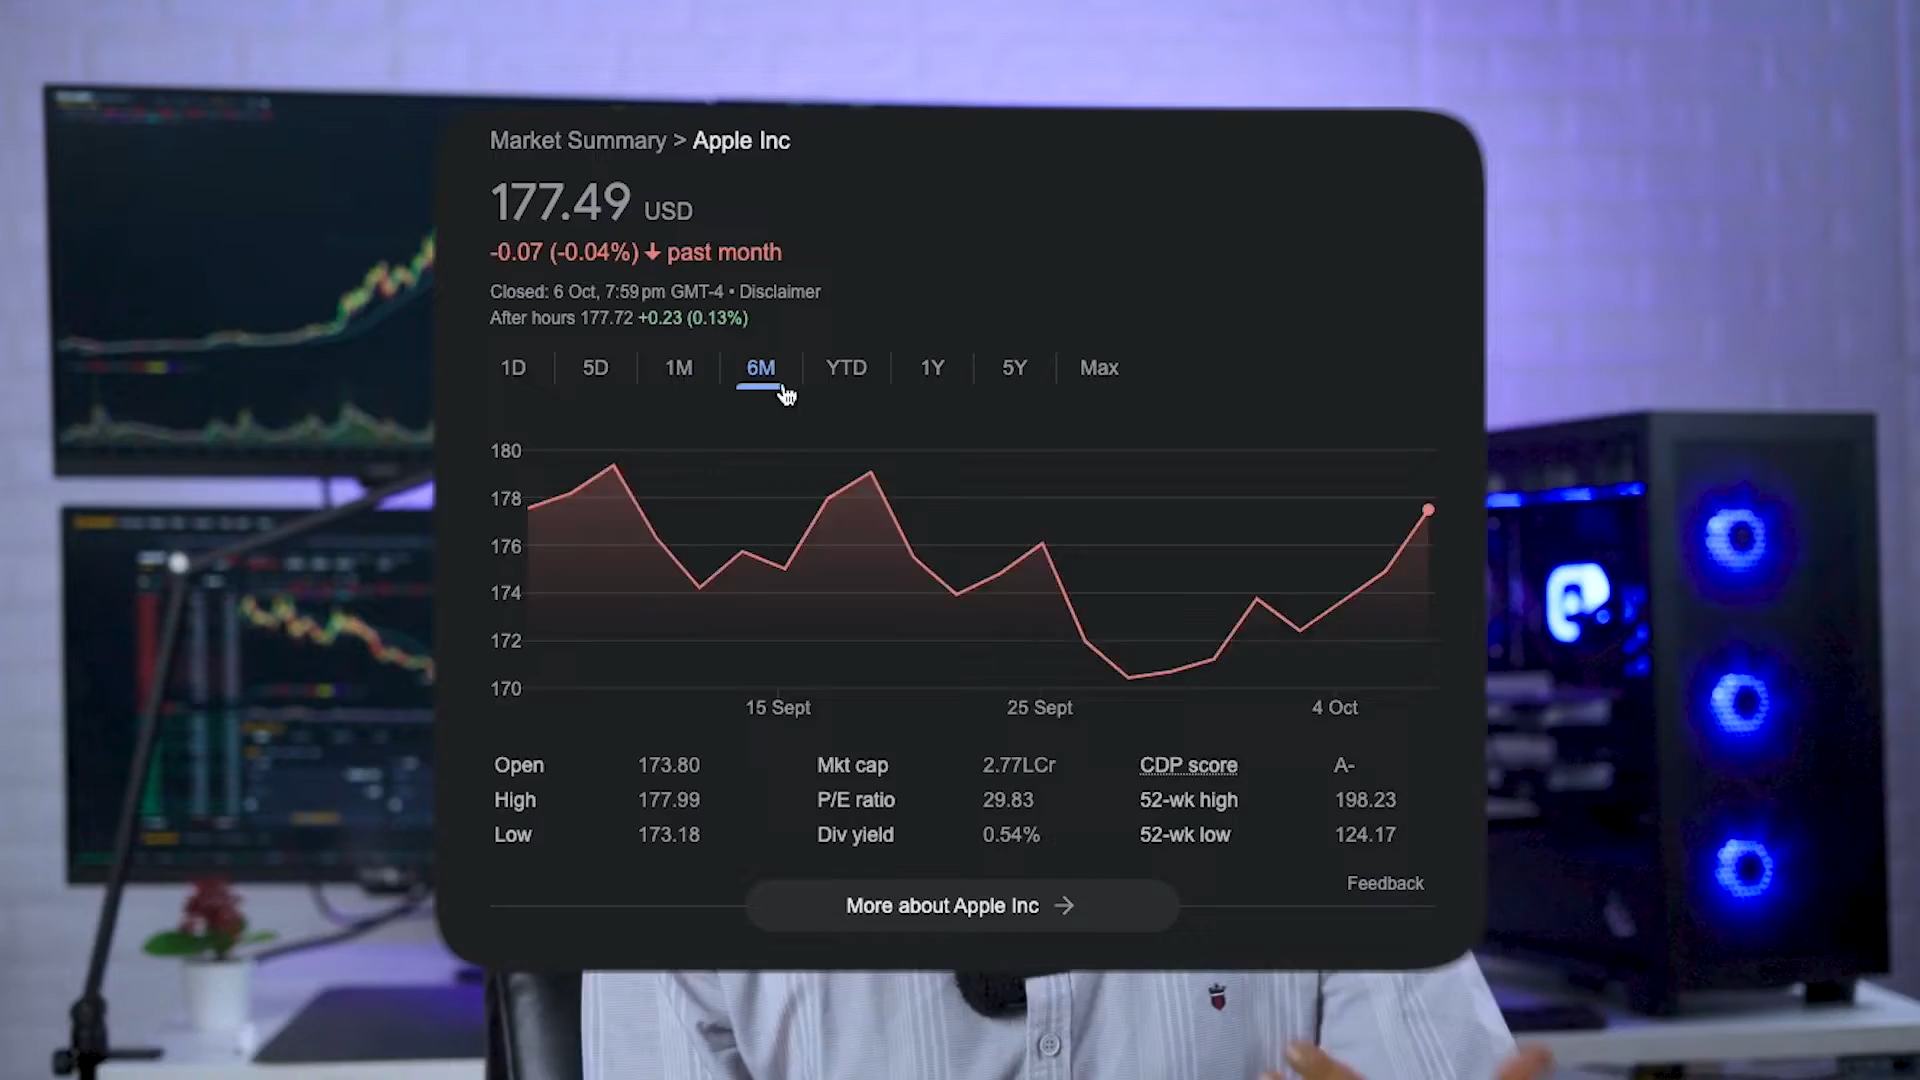 Market Summary > Apple Inc
177.49 USD
-0.07 (-0.04%) ↓ past month
Closed: 6 Oct, 7:59 pm GMT-4 • Disclaimer
After hours 177.72 +0.23 (0.13%)
1D 5D 1M 6M YTD 1Y 5Y Max
180
178
176
174
172
170
15 Sept 25 Sept 4 Oct
Open 173.80 Mkt cap 2.77LCr CDP score A-
High 177.99 P/E ratio 29.83 52-wk high 198.23
Low 173.18 Div yield 0.54% 52-wk low 124.17
Feedback
More about Apple Inc →